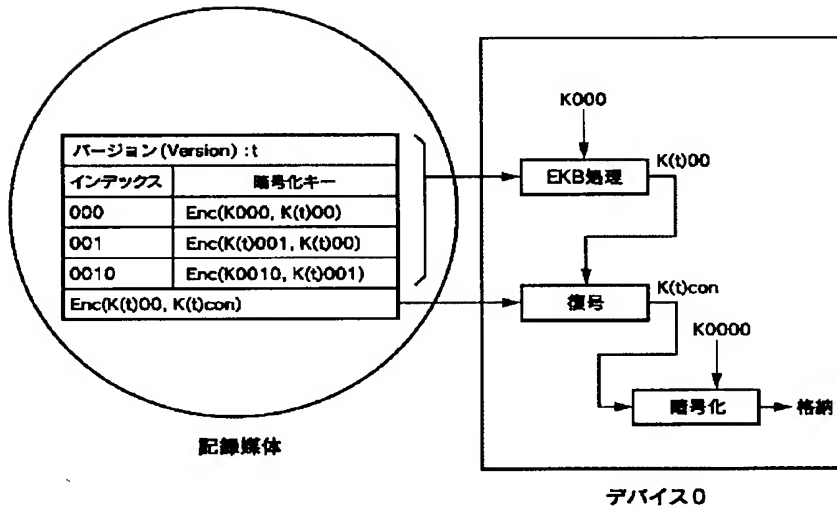 バージョン(Version):t
インデックス 暗号化キー
000 Enc(K000, K(t)00)
001 Enc(K(t)001, K(t)00)
0010 Enc(K0010, K(t)001)
Enc(K(t)00, K(t)con)
記録媒体
K000
EKB処理
K(t)00
復号
K(t)con
K0000
暗号化
格納
デバイス0